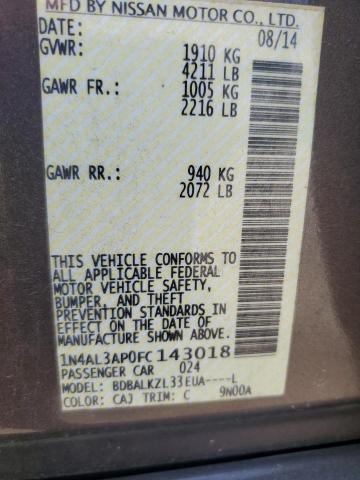 MFD BY NISSAN MOTOR CO., LTD.
DATE: 08/14
GVWR: 1910 KG
4211 LB
GAWR FR.: 1005 KG
2216 LB
GAWR RR.: 940 KG
2072 LB
THIS VEHICLE CONFORMS TO
ALL APPLICABLE FEDERAL
MOTOR VEHICLE SAFETY,
BUMPER, AND THEFT
PREVENTION STANDARDS IN
EFFECT ON THE DATE OF
MANUFACTURE SHOWN ABOVE.
1N4AL3AP0FC143018
PASSENGER CAR 024
MODEL: BDBALKZL33EUA----L
COLOR: CAJ TRIM: C 9N00A